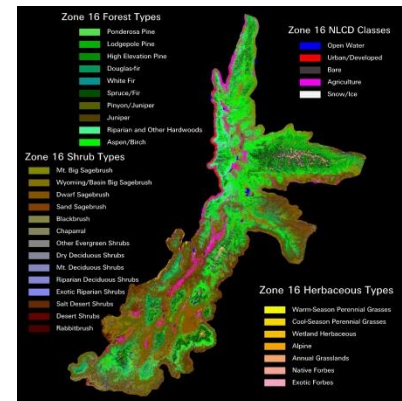 Zone 16 Forest Types
Ponderosa Pine
Lodgepole Pine
High Elevation Pine
Douglas-fir
White Fir
Spruce/Fir
Pinyon/Juniper
Juniper
Riparian and Other Hardwoods
Aspen/Birch
Zone 16 NLCD Classes
Open Water
Urban/Developed
Bare
Agriculture
Snow/Ice
Zone 16 Shrub Types
Mt. Big Sagebrush
Wyoming/Basin Big Sagebrush
Dwarf Sagebrush
Sand Sagebrush
Blackbrush
Chaparral
Other Evergreen Shrubs
Dry Deciduous Shrubs
Mt. Deciduous Shrubs
Riparian Deciduous Shrubs
Exotic Riparian Shrubs
Salt Desert Shrubs
Desert Shrubs
Rabbitbrush
Zone 16 Herbaceous Types
Warm-Season Perennial Grasses
Cool-Season Perennial Grasses
Wetland Herbaceous
Alpine
Annual Grasslands
Native Forbes
Exotic Forbes